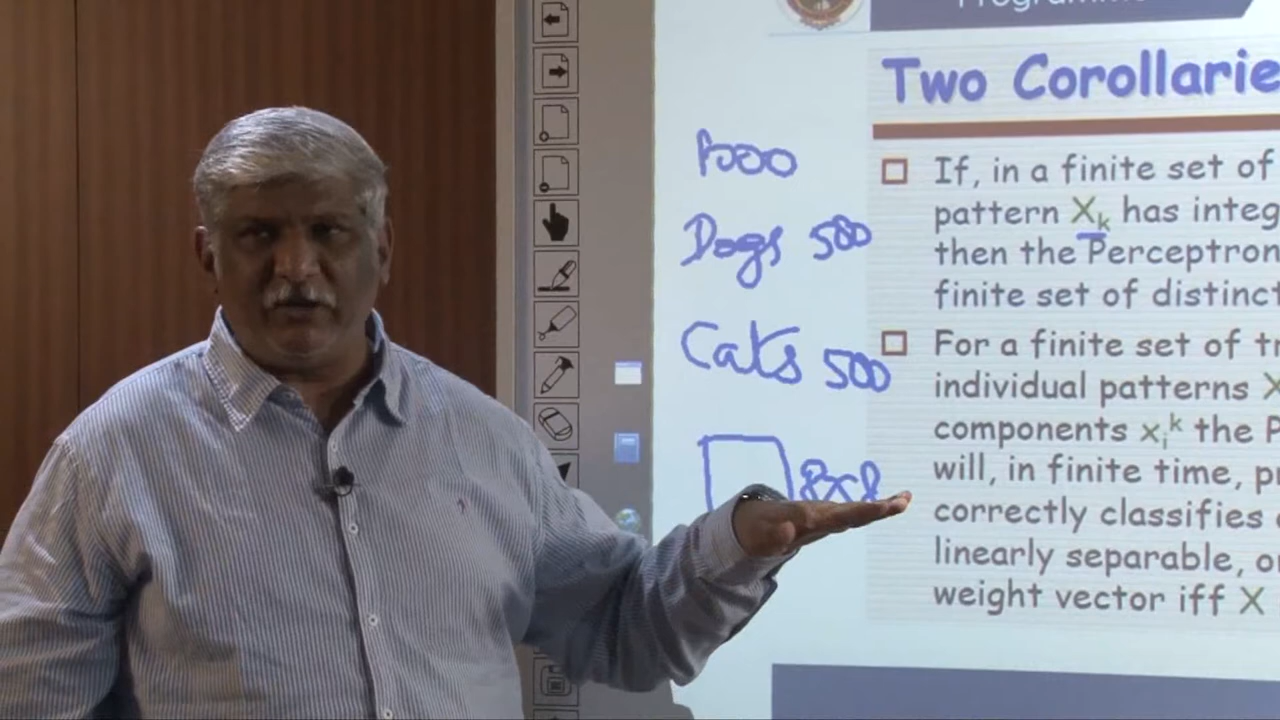 Two Corollarie
1000
Dogs 500
Cats 500
8x8
If, in a finite set of
pattern Xk has integ
then the Perceptron
finite set of distinct
For a finite set of tr
individual patterns X
components xik the P
will, in finite time, pr
correctly classifies
linearly separable, or
weight vector iff X